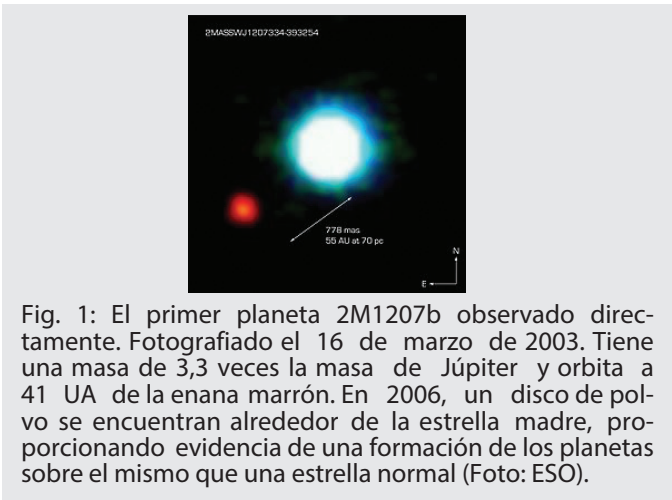 2MASSWJ1207334-393254
778 mas
55 AU at 70 pc
N
E
Fig. 1: El primer planeta 2M1207b observado direc-
tamente. Fotografiado el 16 de marzo de 2003. Tiene
una masa de 3,3 veces la masa de Júpiter y orbita a
41 UA de la enana marrón. En 2006, un disco de pol-
vo se encuentran alrededor de la estrella madre, pro-
porcionando evidencia de una formación de los planetas
sobre el mismo que una estrella normal (Foto: ESO).